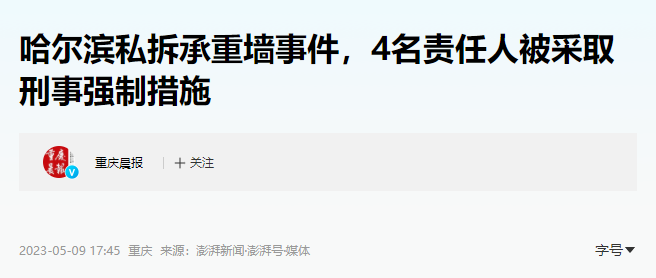 哈尔滨私拆承重墙事件，4名责任人被采取
刑事强制措施
重庆晨报 ＋ 关注
2023-05-09 17:45 重庆 来源：澎湃新闻·澎湃号·媒体 字号